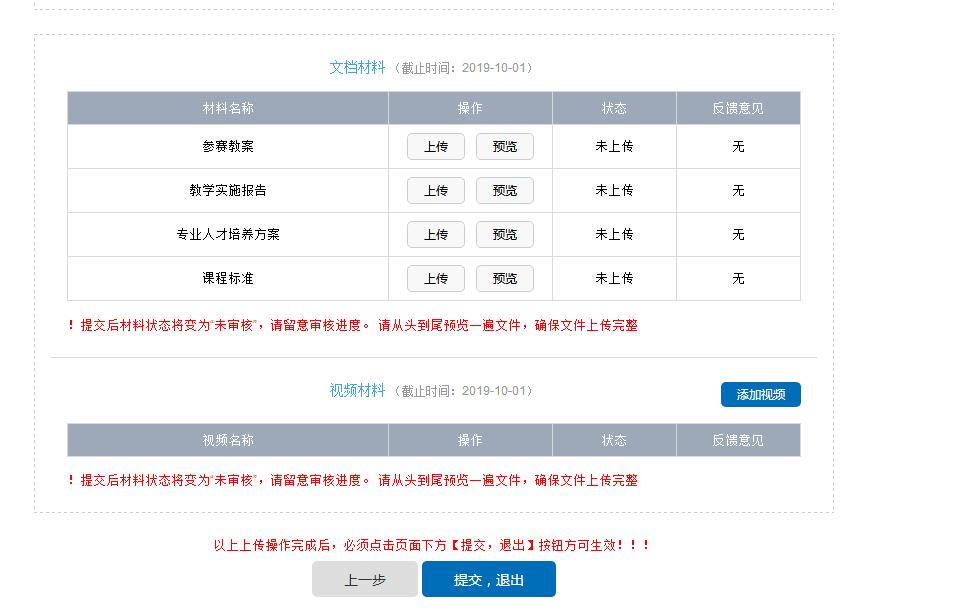 文档材料 （截止时间：2019-10-01）
材料名称 操作 状态 反馈意见
参赛教案 上传 预览 未上传 无
教学实施报告 上传 预览 未上传 无
专业人才培养方案 上传 预览 未上传 无
课程标准 上传 预览 未上传 无
！提交后材料状态将变为“未审核”，请留意审核进度。 请从头到尾预览一遍文件，确保文件上传完整
视频材料 （截止时间：2019-10-01） 添加视频
视频名称 操作 状态 反馈意见
！提交后材料状态将变为“未审核”，请留意审核进度。 请从头到尾预览一遍文件，确保文件上传完整
以上上传操作完成后，必须点击页面下方【提交，退出】按钮方可生效！！！
上一步 提交，退出